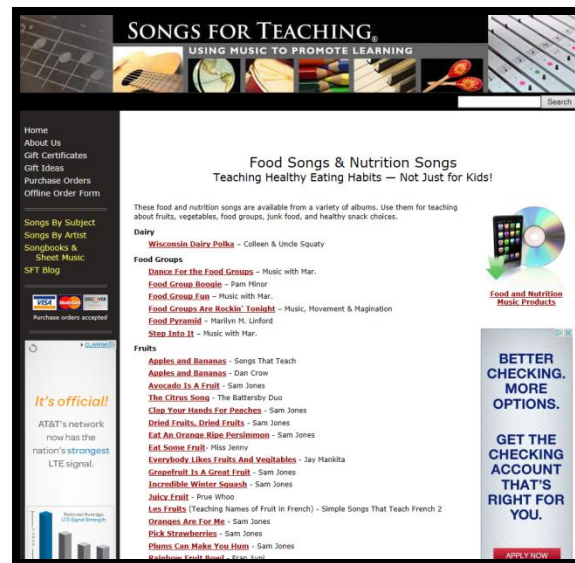 SONGS FOR TEACHING®
USING MUSIC TO PROMOTE LEARNING
Search
Home
About Us
Gift Certificates
Gift Ideas
Purchase Orders
Offline Order Form
Songs By Subject
Songs By Artist
Songbooks &
Sheet Music
SFT Blog
VISA
Purchase orders accepted
It's official!
AT&T's network
now has the
nation's strongest
LTE signal.
National Average
LTE Signal Strength
Food Songs & Nutrition Songs
Teaching Healthy Eating Habits — Not Just for Kids!
These food and nutrition songs are available from a variety of albums. Use them for teaching
about fruits, vegetables, food groups, junk food, and healthy snack choices.
Dairy
Wisconsin Dairy Polka – Colleen & Uncle Squaty
Food Groups
Dance For the Food Groups – Music with Mar.
Food Group Boogie – Pam Minor
Food Group Fun – Music with Mar.
Food Groups Are Rockin' Tonight – Music, Movement & Magination
Food Pyramid – Marilyn M. Linford
Step Into It – Music with Mar.
Fruits
Apples and Bananas - Songs That Teach
Apples and Bananas - Dan Crow
Avocado Is A Fruit - Sam Jones
The Citrus Song - The Battersby Duo
Clap Your Hands For Peaches - Sam Jones
Dried Fruits, Dried Fruits - Sam Jones
Eat An Orange Ripe Persimmon - Sam Jones
Eat Some Fruit- Miss Jenny
Everybody Likes Fruits And Vegitables - Jay Mankita
Grapefruit Is A Great Fruit - Sam Jones
Incredible Winter Squash - Sam Jones
Juicy Fruit - Prue Whoo
Les Fruits (Teaching Names of Fruit in French) - Simple Songs That Teach French 2
Oranges Are For Me - Sam Jones
Pick Strawberries - Sam Jones
Plums Can Make You Hum - Sam Jones
Rainbow Fruit Bowl - Fran Avni
Food and Nutrition
Music Products
BETTER
CHECKING.
MORE
OPTIONS.
GET THE
CHECKING
ACCOUNT
THAT'S
RIGHT FOR
YOU.
APPLY NOW